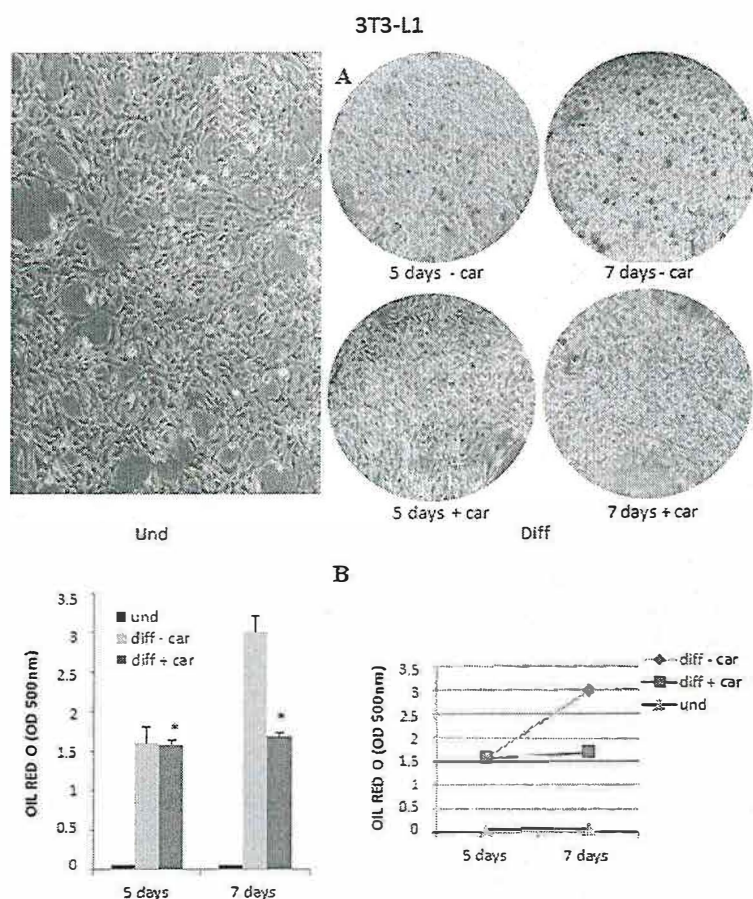 3T3-L1
A
5 days - car
7 days - car
5 days + car
7 days + car
Und
Diff
B
OIL RED O (OD 500nm)
3.5
3
2.5
2
1.5
1
0.5
0
und
diff - car
diff + car
*
*
5 days
7 days
OIL RED O (OD 500nm)
3.5
3
2.5
2
1.5
1
0.5
0
diff - car
diff + car
und
5 days
7 days